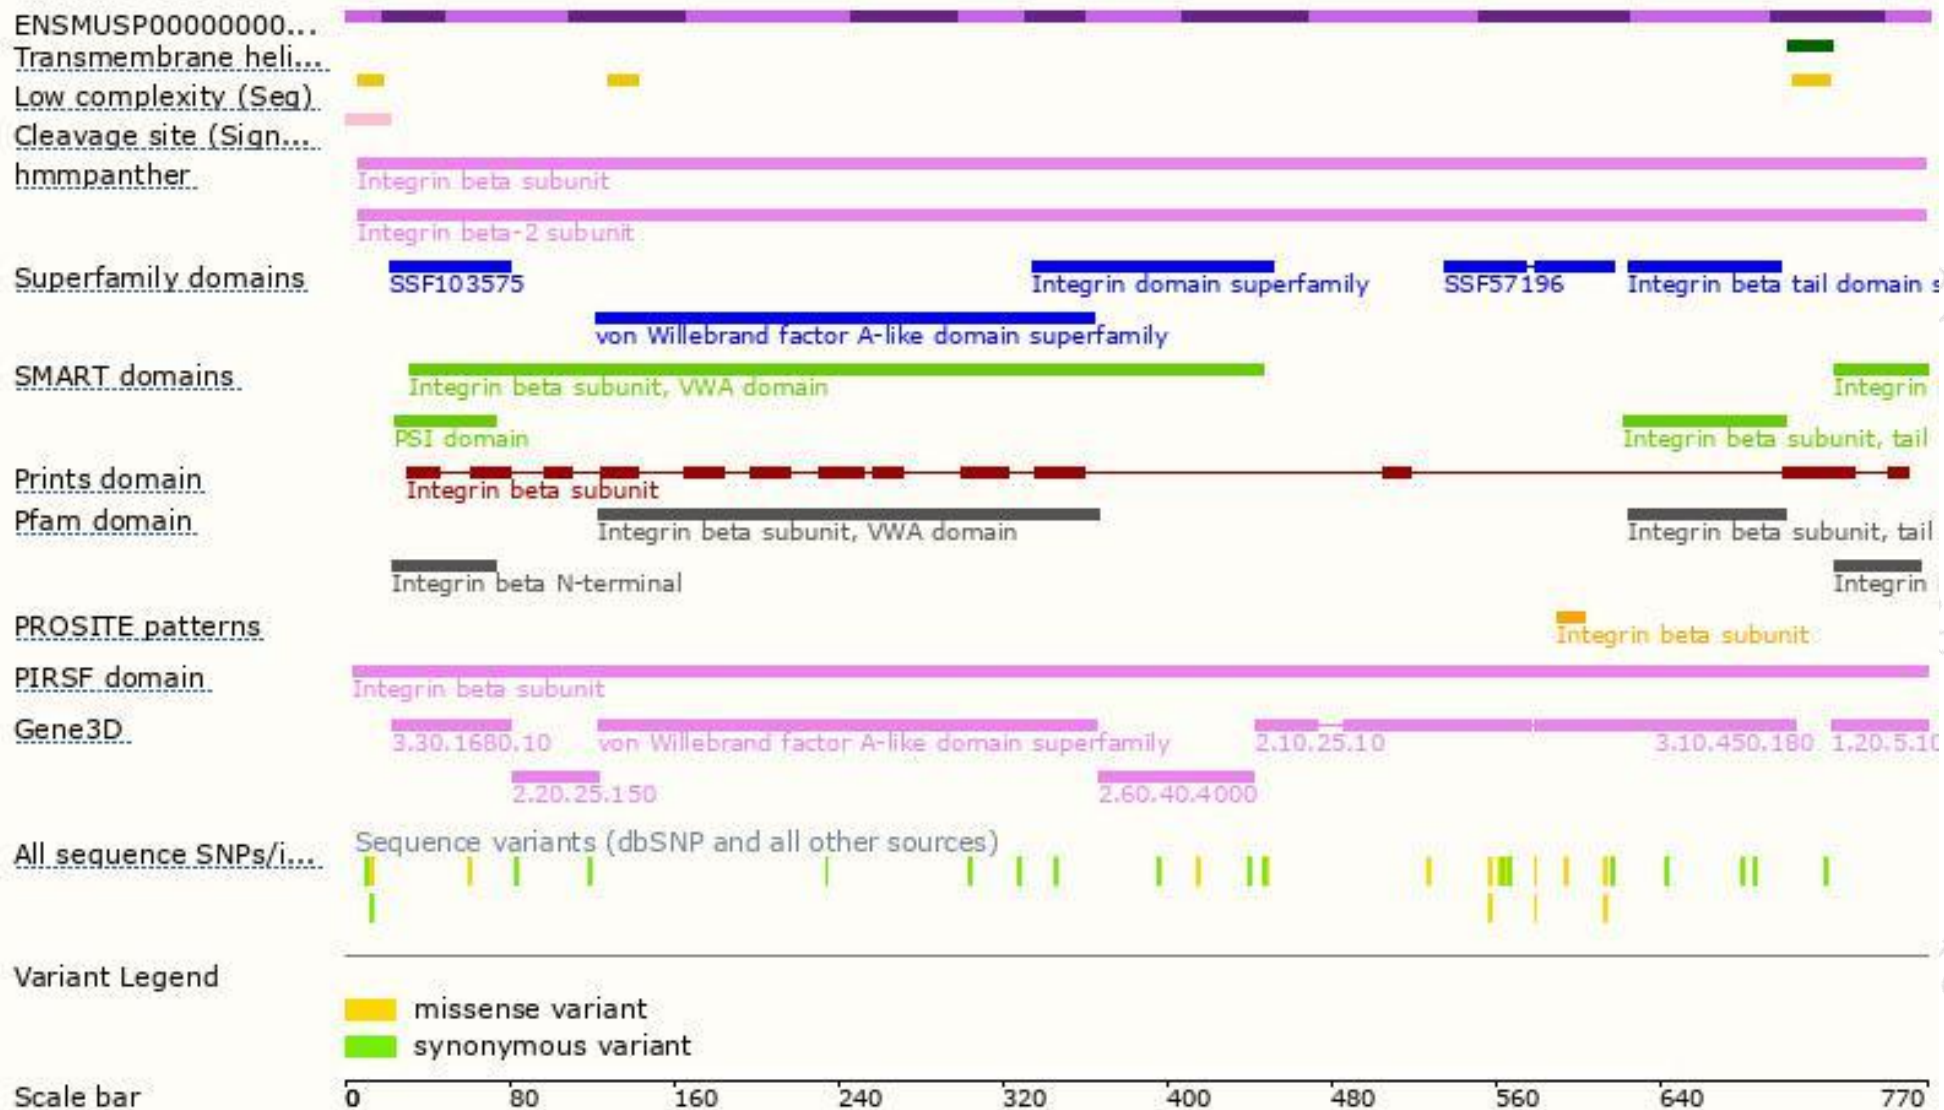 ENSMUSP00000000...
Transmembrane heli...
Low complexity (Seg)
Cleavage site (Sign...
hmmpanther
Integrin beta subunit
Integrin beta-2 subunit
Superfamily domains
SSF103575
Integrin domain superfamily
SSF57196
Integrin beta tail domain s
von Willebrand factor A-like domain superfamily
SMART domains
Integrin beta subunit, VWA domain
Integrin
PSI domain
Integrin beta subunit, tail
Prints domain
Integrin beta subunit
Pfam domain
Integrin beta subunit, VWA domain
Integrin beta subunit, tail
Integrin beta N-terminal
Integrin
PROSITE patterns
Integrin beta subunit
PIRSF domain
Integrin beta subunit
Gene3D
3.30.1680.10
von Willebrand factor A-like domain superfamily
2.10.25.10
3.10.450.180
1.20.5.10
2.20.25.150
2.60.40.4000
All sequence SNPs/i...
Sequence variants (dbSNP and all other sources)
Variant Legend
missense variant
synonymous variant
Scale bar
0 80 160 240 320 400 480 560 640 770